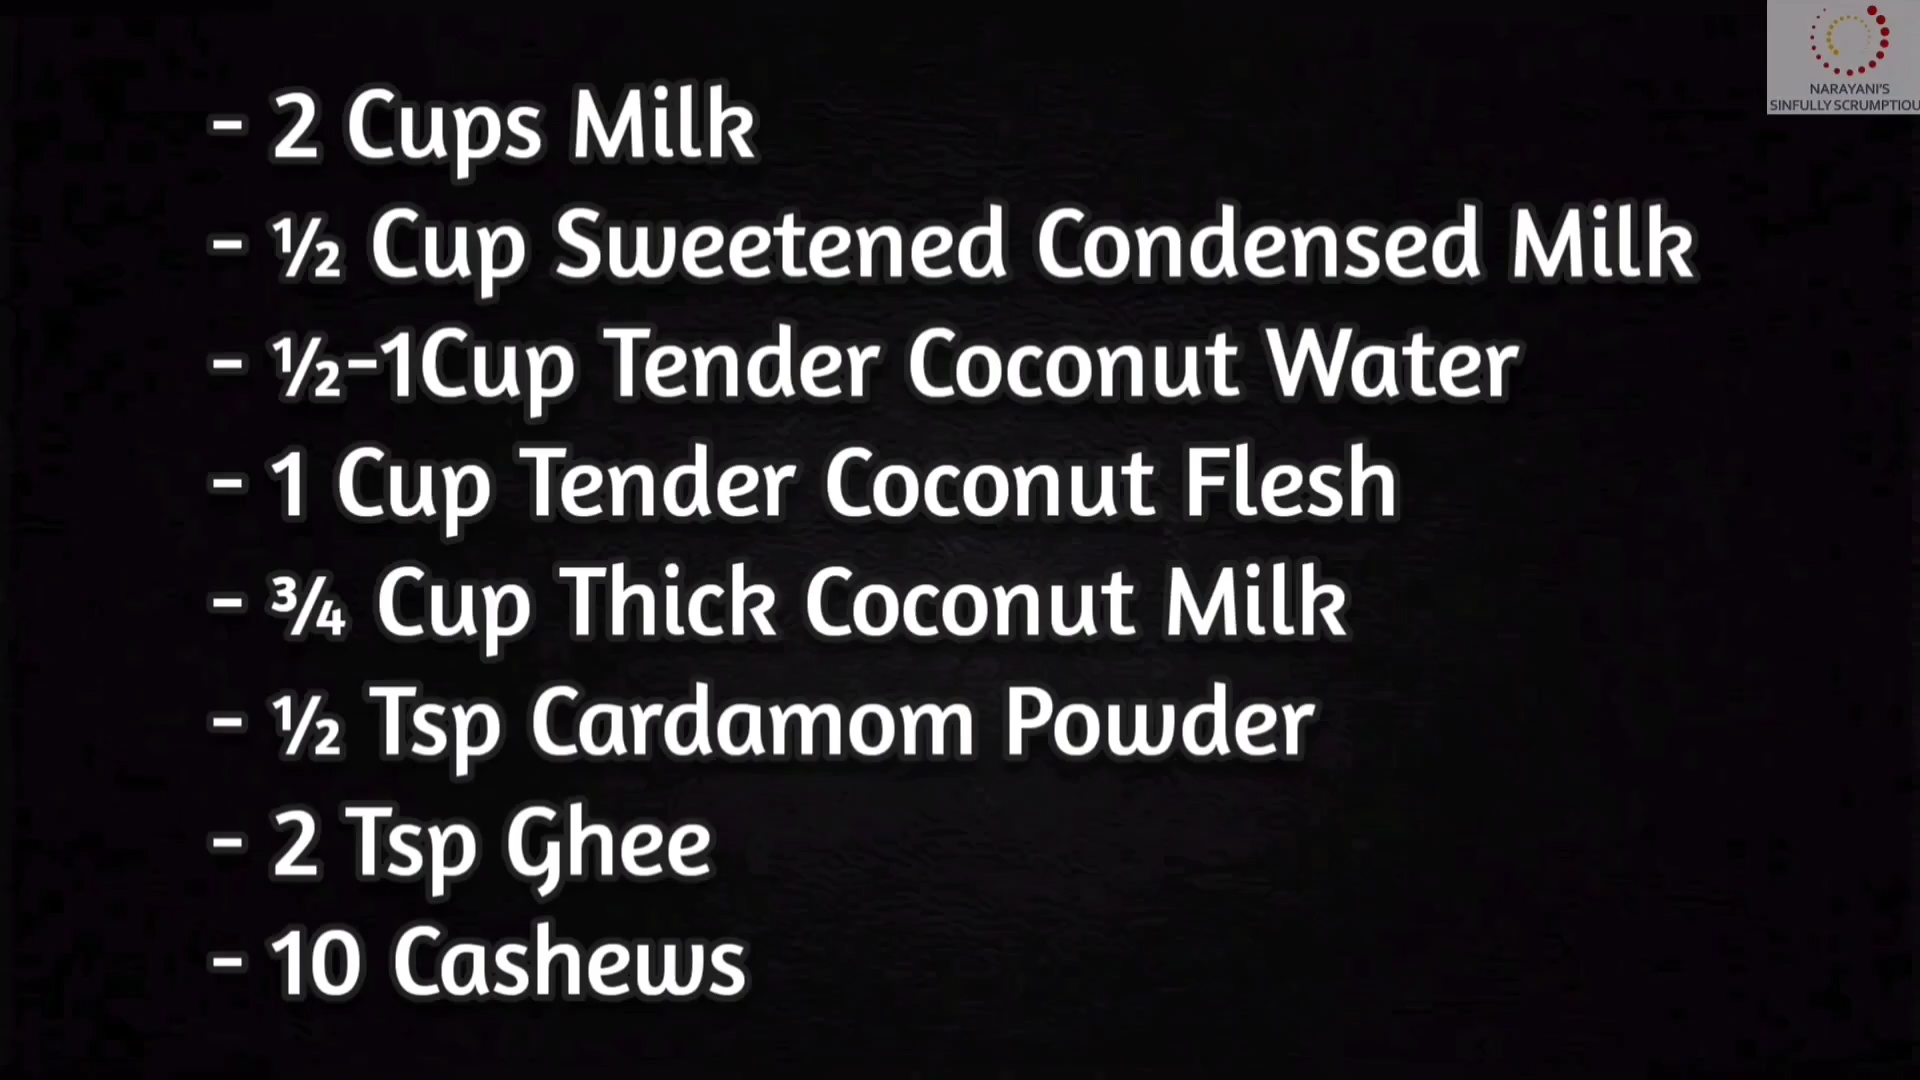 - 2 Cups Milk
- ½ Cup Sweetened Condensed Milk
- ½-1Cup Tender Coconut Water
- 1 Cup Tender Coconut Flesh
- ¾ Cup Thick Coconut Milk
- ½ Tsp Cardamom Powder
- 2 Tsp Ghee
- 10 Cashews
NARAYANI'S
SINFULLY SCRUMPTIOU